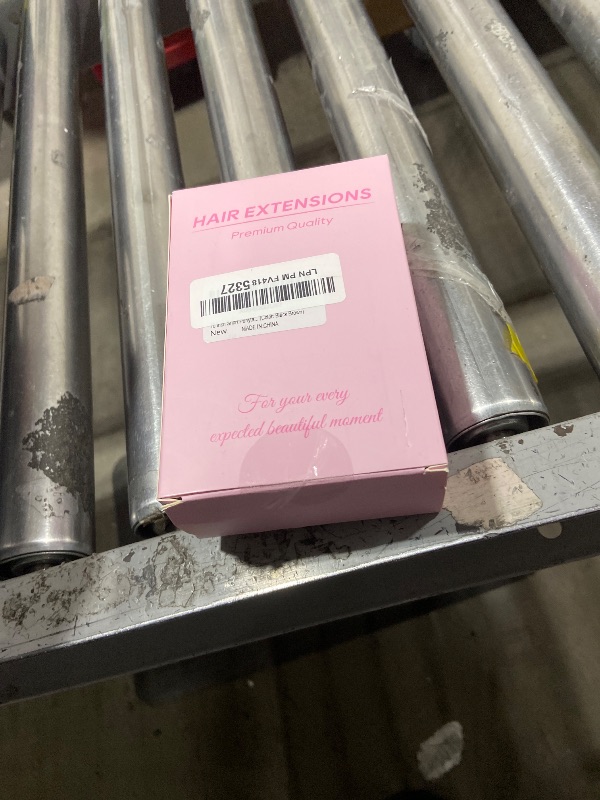 HAIR EXTENSIONS
Premium Quality
LPN PM FV418 5327
New MADE IN CHINA
For your every
expected beautiful moment